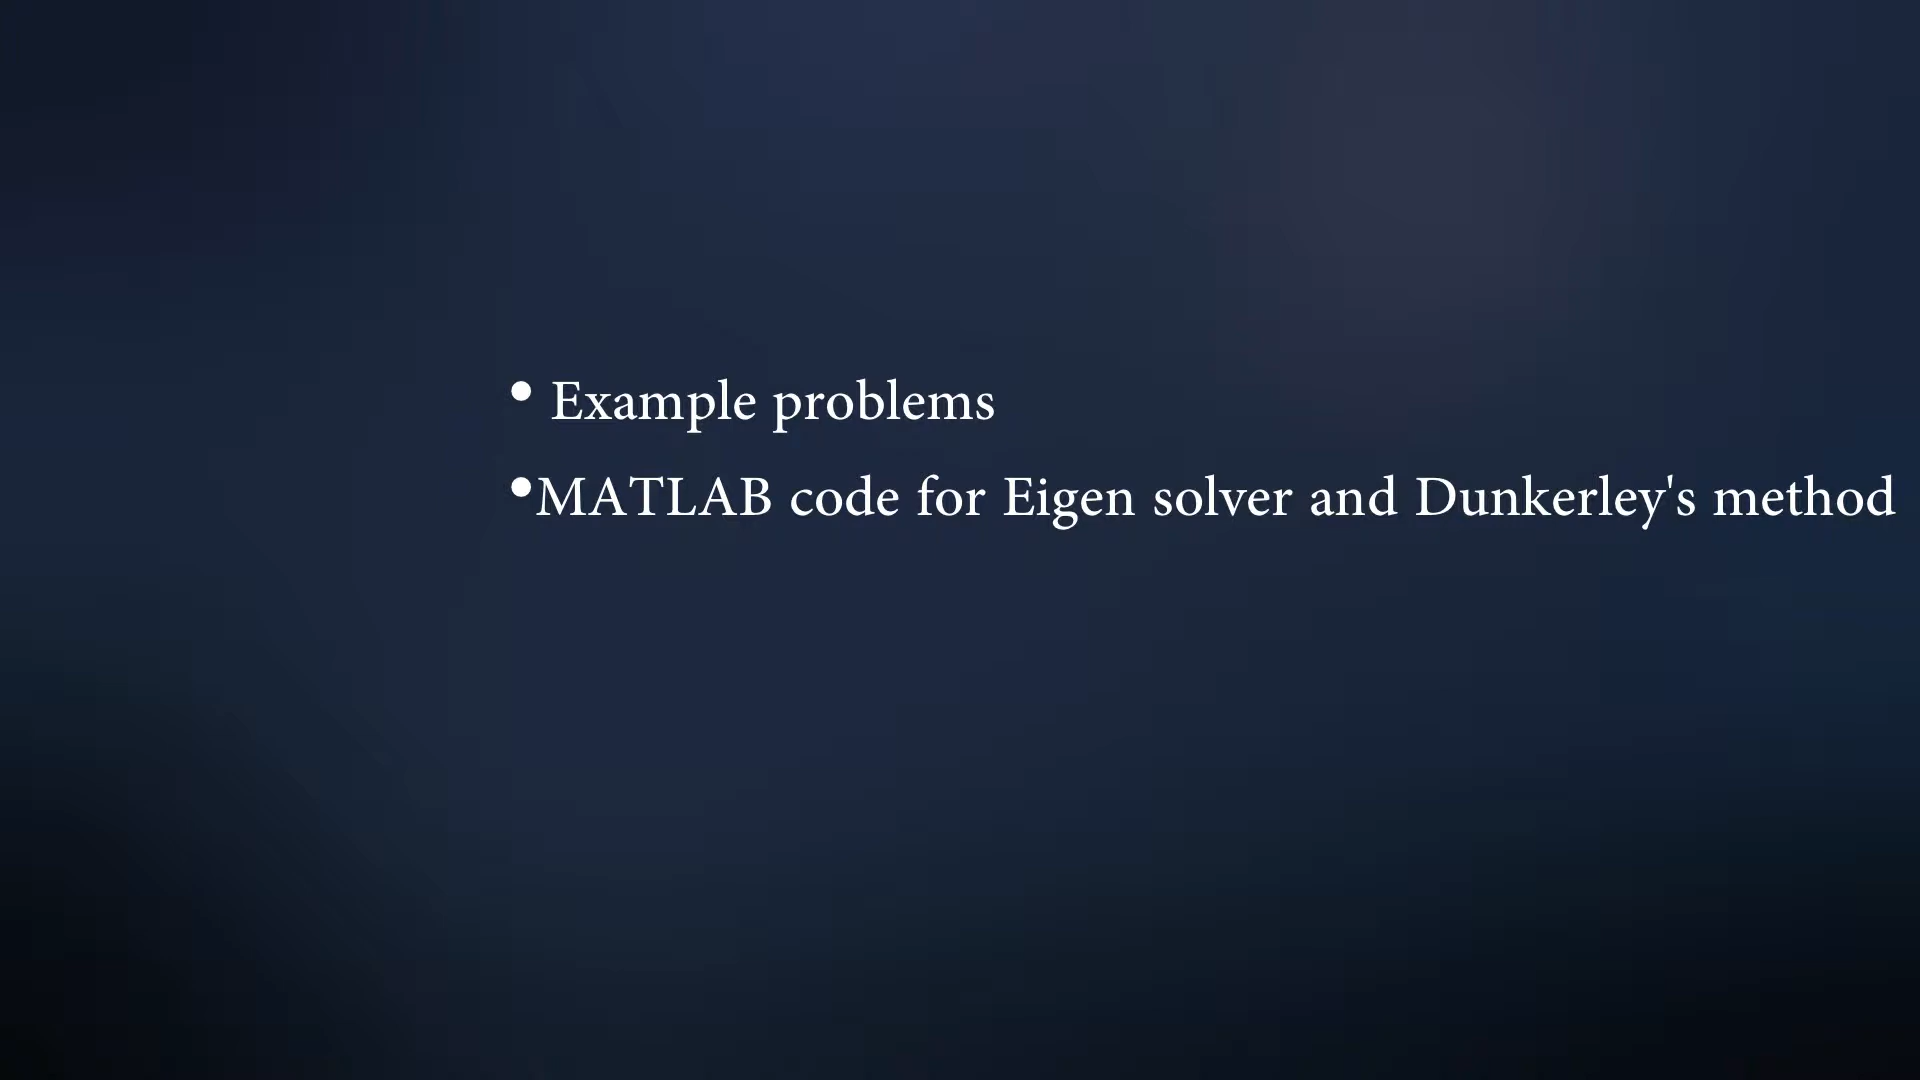 • Example problems
•MATLAB code for Eigen solver and Dunkerley's method